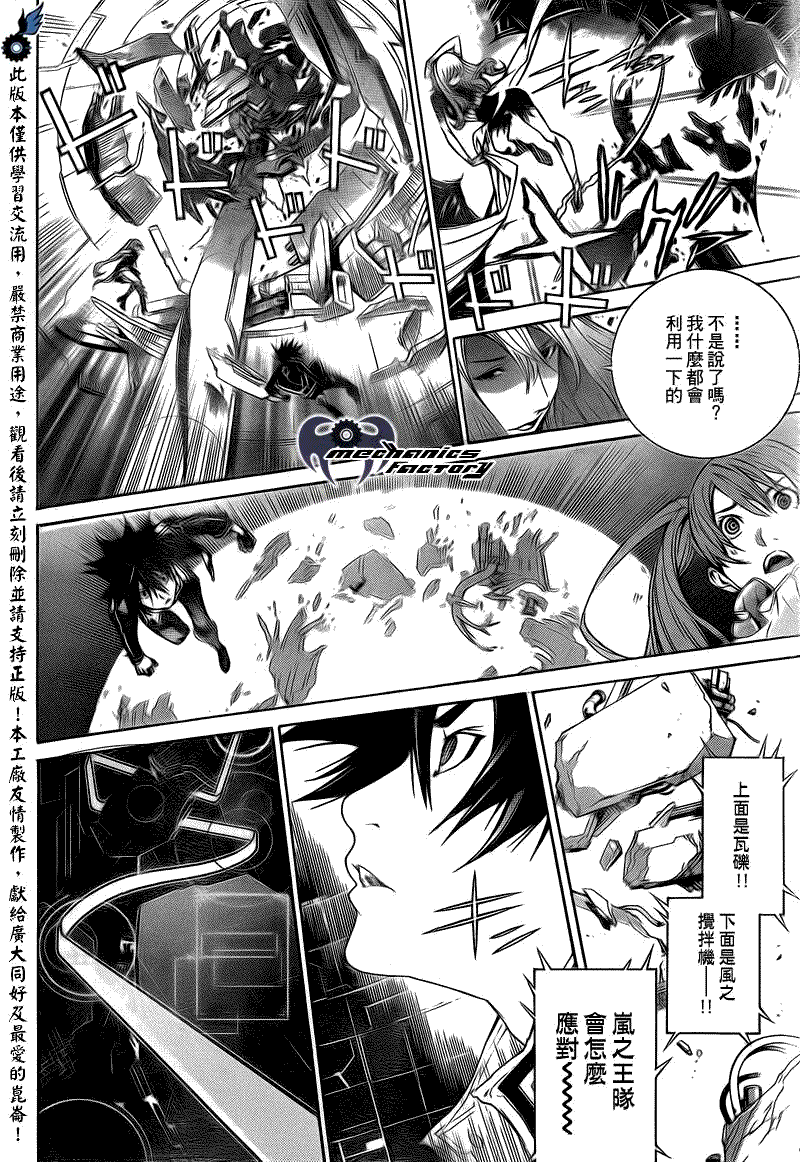 此版本僅供學習交流用，嚴禁商業用途，觀看後請立刻刪除並請支持正版！本工廠友情製作，獻給廣大同好及最愛的崑崙！
……
不是說了嗎？
我什麼都會
利用一下的
mechanics
factory
上面是瓦礫!!
下面是風之
攪拌機——!!
嵐之王隊
會怎麼
應對～～